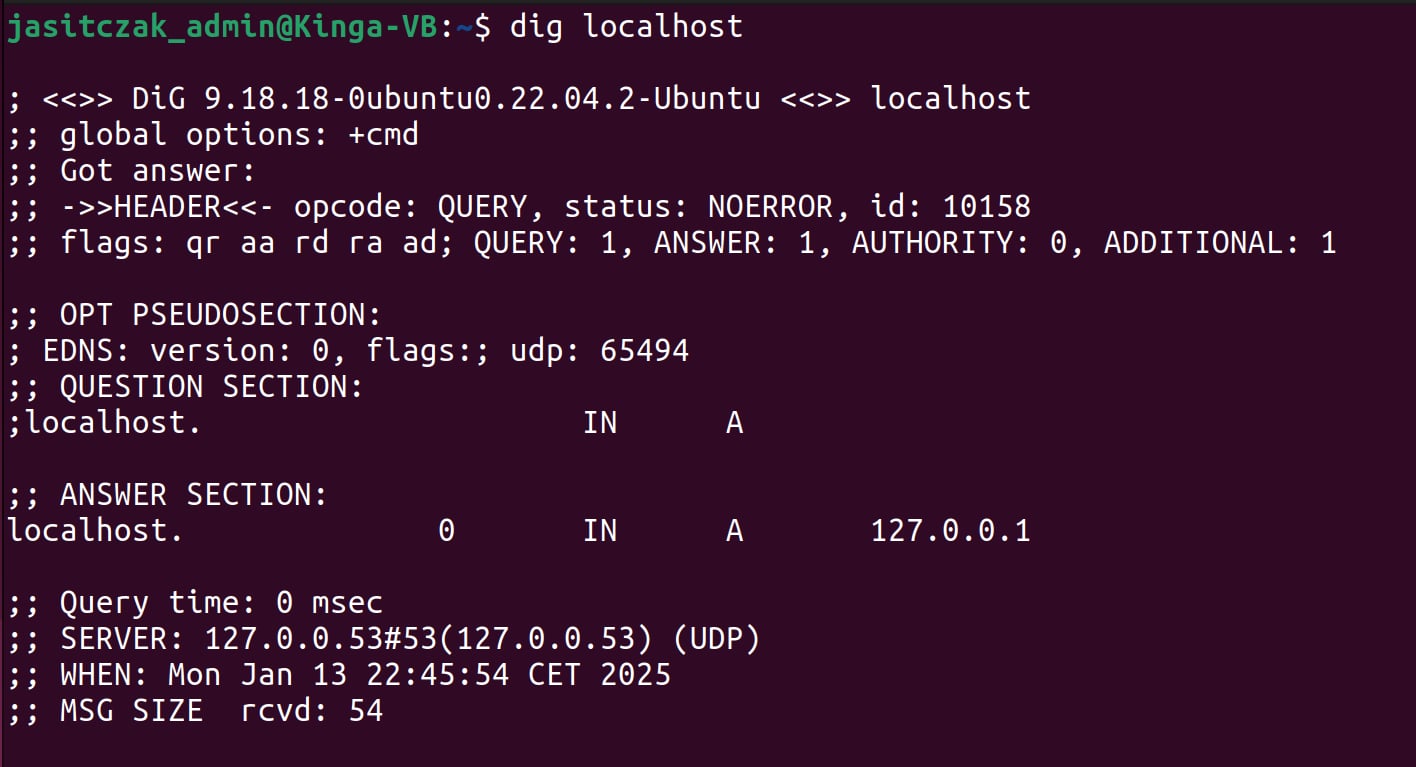 jasitczak_admin@Kinga-VB:~$ dig localhost

; <<>> DiG 9.18.18-0ubuntu0.22.04.2-Ubuntu <<>> localhost
;; global options: +cmd
;; Got answer:
;; ->>HEADER<<- opcode: QUERY, status: NOERROR, id: 10158
;; flags: qr aa rd ra ad; QUERY: 1, ANSWER: 1, AUTHORITY: 0, ADDITIONAL: 1

;; OPT PSEUDOSECTION:
; EDNS: version: 0, flags:; udp: 65494
;; QUESTION SECTION:
;localhost.			IN	A

;; ANSWER SECTION:
localhost.		0	IN	A	127.0.0.1

;; Query time: 0 msec
;; SERVER: 127.0.0.53#53(127.0.0.53) (UDP)
;; WHEN: Mon Jan 13 22:45:54 CET 2025
;; MSG SIZE  rcvd: 54